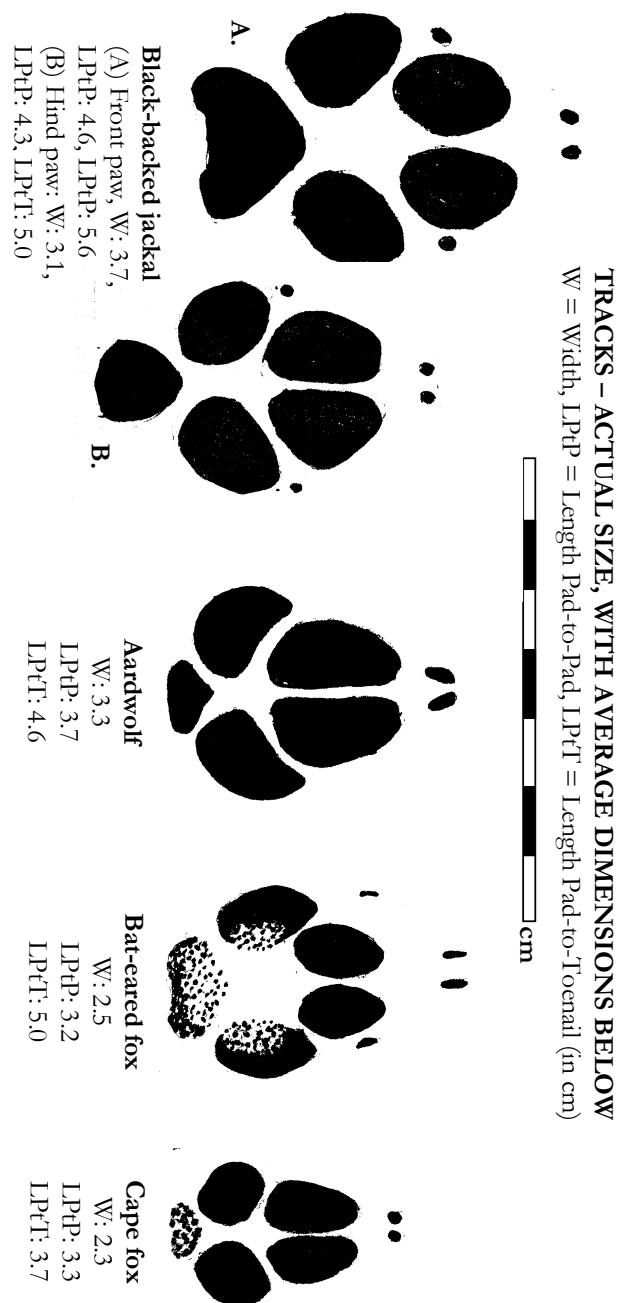 TRACKS – ACTUAL SIZE, WITH AVERAGE DIMENSIONS BELOW
W = Width, LPtP = Length Pad-to-Pad, LPtT = Length Pad-to-Toenail (in cm)
cm
A.
B.
Black-backed jackal
(A) Front paw, W: 3.7,
LPtP: 4.6, LPtP: 5.6
(B) Hind paw: W: 3.1,
LPtP: 4.3, LPtT: 5.0
Aardwolf
W: 3.3
LPtP: 3.7
LPtT: 4.6
Bat-eared fox
W: 2.5
LPtP: 3.2
LPtT: 5.0
Cape fox
W: 2.3
LPtP: 3.3
LPtT: 3.7